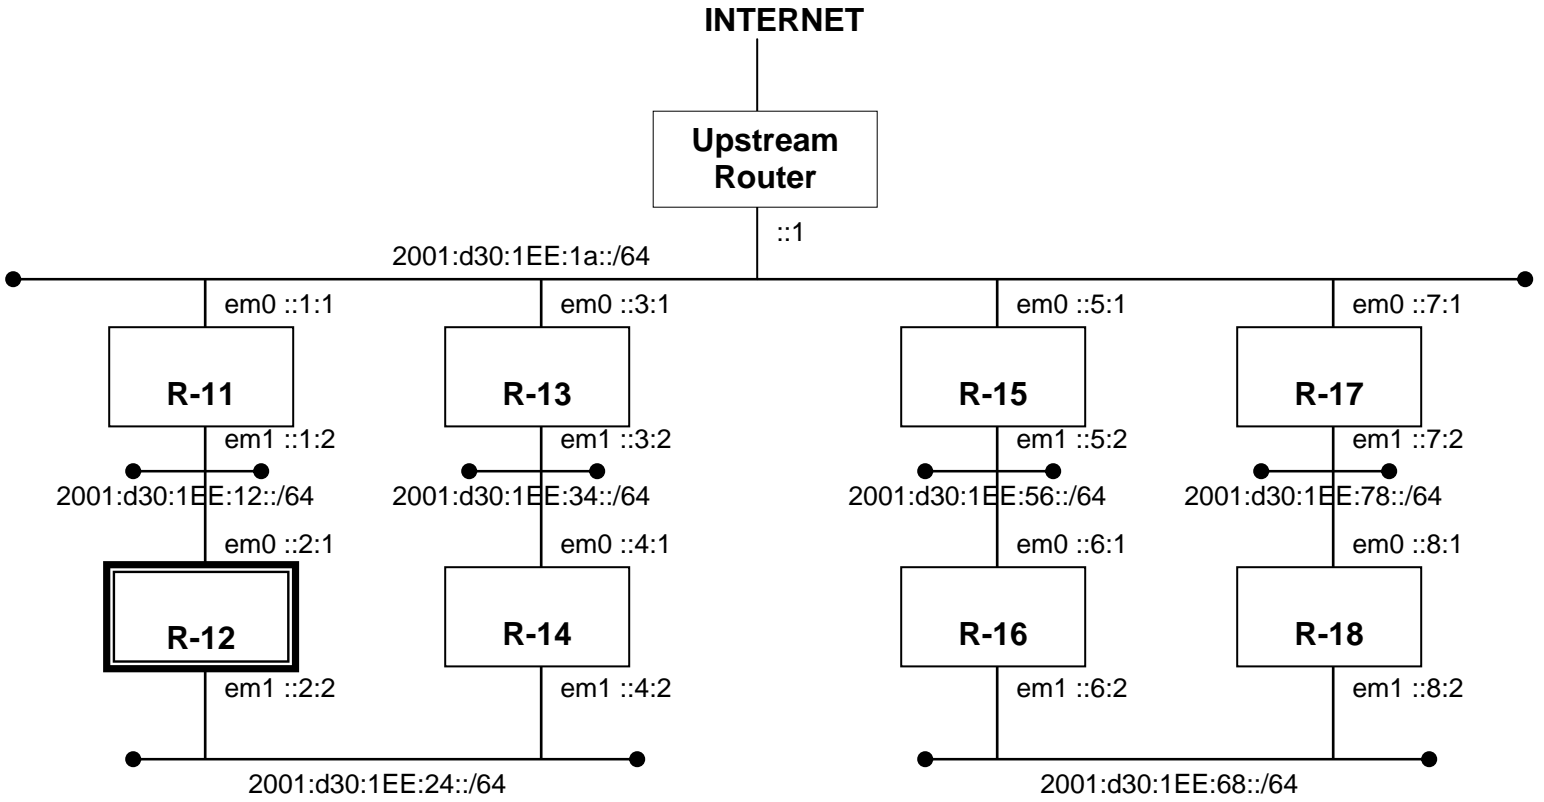 INTERNET
Upstream
Router
::1
2001:d30:1EE:1a::/64
em0 ::1:1
em0 ::3:1
em0 ::5:1
em0 ::7:1
R-11
R-13
R-15
R-17
em1 ::1:2
em1 ::3:2
em1 ::5:2
em1 ::7:2
2001:d30:1EE:12::/64
2001:d30:1EE:34::/64
2001:d30:1EE:56::/64
2001:d30:1EE:78::/64
em0 ::2:1
em0 ::4:1
em0 ::6:1
em0 ::8:1
R-12
R-14
R-16
R-18
em1 ::2:2
em1 ::4:2
em1 ::6:2
em1 ::8:2
2001:d30:1EE:24::/64
2001:d30:1EE:68::/64